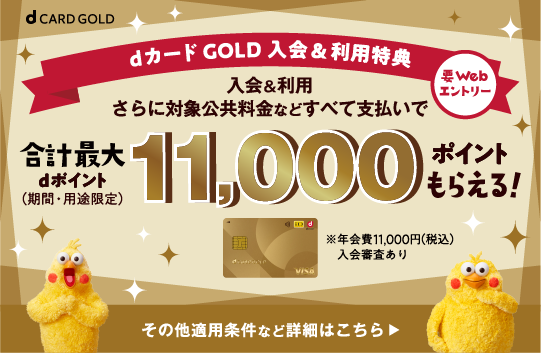 d CARD GOLD
dカード GOLD 入会＆利用特典
要Web
エントリー
入会＆利用
さらに対象公共料金などすべて支払いで
合計最大
dポイント
(期間・用途限定)
11,000
ポイント
もらえる!
GOLD d
VISA
※年会費11,000円(税込)
入会審査あり
その他適用条件など詳細はこちら▶